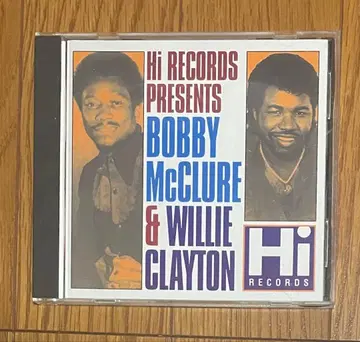 Hi RECORDS
PRESENTS
BOBBY
McCLURE
& WILLIE
CLAYTON
Hi
RECORDS